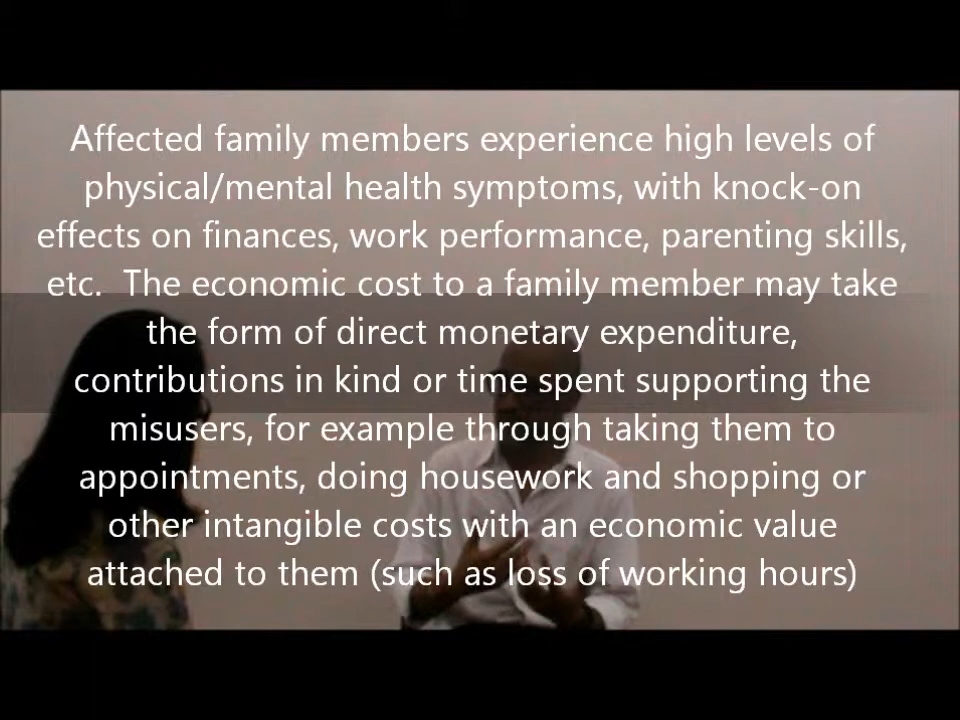 Affected family members experience high levels of
physical/mental health symptoms, with knock-on
effects on finances, work performance, parenting skills,
etc.  The economic cost to a family member may take
the form of direct monetary expenditure,
contributions in kind or time spent supporting the
misusers, for example through taking them to
appointments, doing housework and shopping or
other intangible costs with an economic value
attached to them (such as loss of working hours)